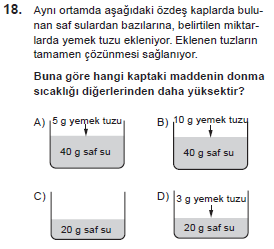 18. Aynı ortamda aşağıdaki özdeş kaplarda bulu-
nan saf sulardan bazılarına, belirtilen miktar-
larda yemek tuzu ekleniyor. Eklenen tuzların
tamamen çözünmesi sağlanıyor.
Buna göre hangi kaptaki maddenin donma
sıcaklığı diğerlerinden daha yüksektir?
A) 5 g yemek tuzu
40 g saf su
B) 10 g yemek tuzu
40 g saf su
C)
20 g saf su
D) 3 g yemek tuzu
20 g saf su